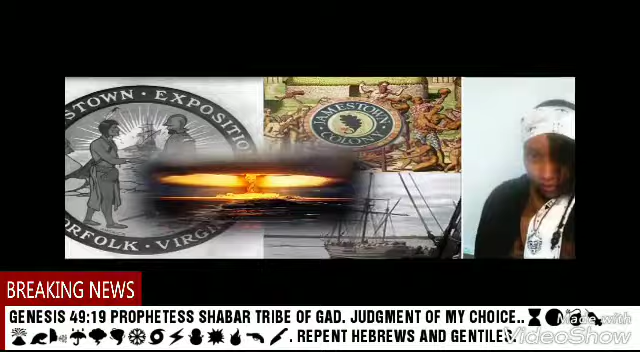 STOWN · EXPOSITIO
ORFOLK · VIRG
JAMESTOWN
COLONY
BREAKING NEWS
GENESIS 49:19 PROPHETESS SHABAR TRIBE OF GAD. JUDGMENT OF MY CHOICE..
. REPENT HEBREWS AND GENTILES.
Made with
VideoShow